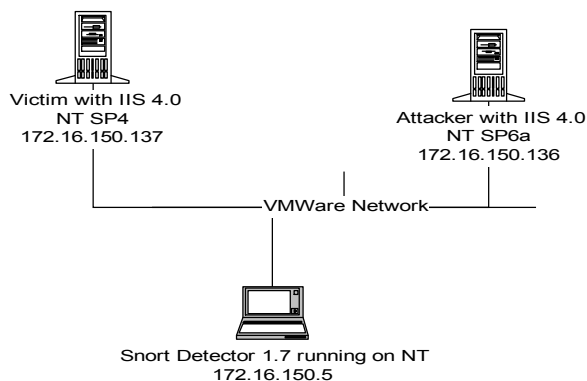 Victim with IIS 4.0
NT SP4
172.16.150.137
Attacker with IIS 4.0
NT SP6a
172.16.150.136
VMWare Network
Snort Detector 1.7 running on NT
172.16.150.5